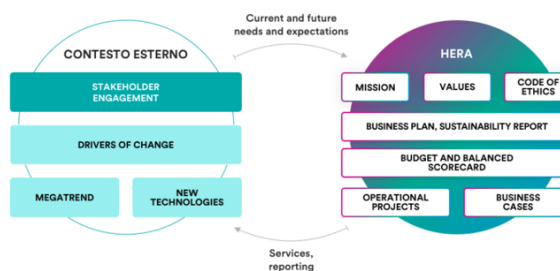 Current and future
needs and expectations
CONTESTO ESTERNO
STAKEHOLDER
ENGAGEMENT
DRIVERS OF CHANGE
MEGATREND
NEW
TECHNOLOGIES
HERA
MISSION
VALUES
CODE OF
ETHICS
BUSINESS PLAN, SUSTAINABILITY REPORT
BUDGET AND BALANCED
SCORECARD
OPERATIONAL
PROJECTS
BUSINESS
CASES
Services,
reporting